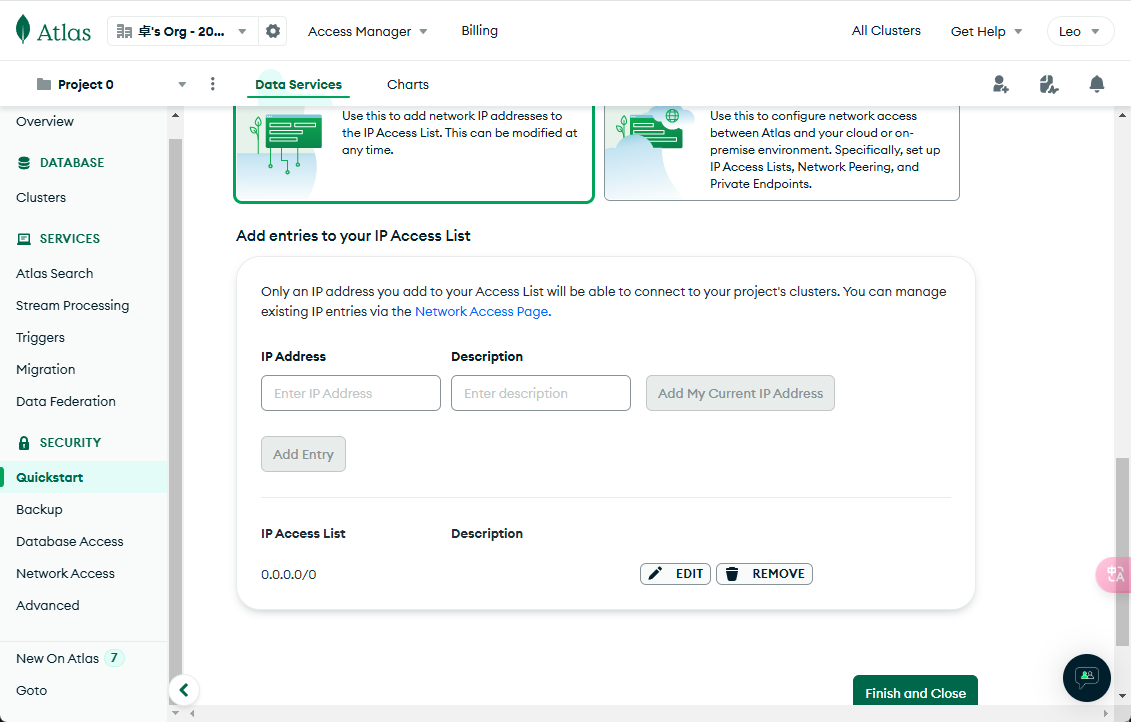 Atlas
卓's Org - 20...
Access Manager
Billing
All Clusters
Get Help
Leo
Project 0
Data Services
Charts
Overview
DATABASE
Clusters
SERVICES
Atlas Search
Stream Processing
Triggers
Migration
Data Federation
SECURITY
Quickstart
Backup
Database Access
Network Access
Advanced
New On Atlas 7
Goto
Use this to add network IP addresses to
the IP Access List. This can be modified at
any time.
Use this to configure network access
between Atlas and your cloud or on-
premise environment. Specifically, set up
IP Access Lists, Network Peering, and
Private Endpoints.
Add entries to your IP Access List
Only an IP address you add to your Access List will be able to connect to your project's clusters. You can manage
existing IP entries via the Network Access Page.
IP Address
Description
Enter IP Address
Enter description
Add My Current IP Address
Add Entry
IP Access List
Description
0.0.0.0/0
EDIT
REMOVE
中A
Finish and Close